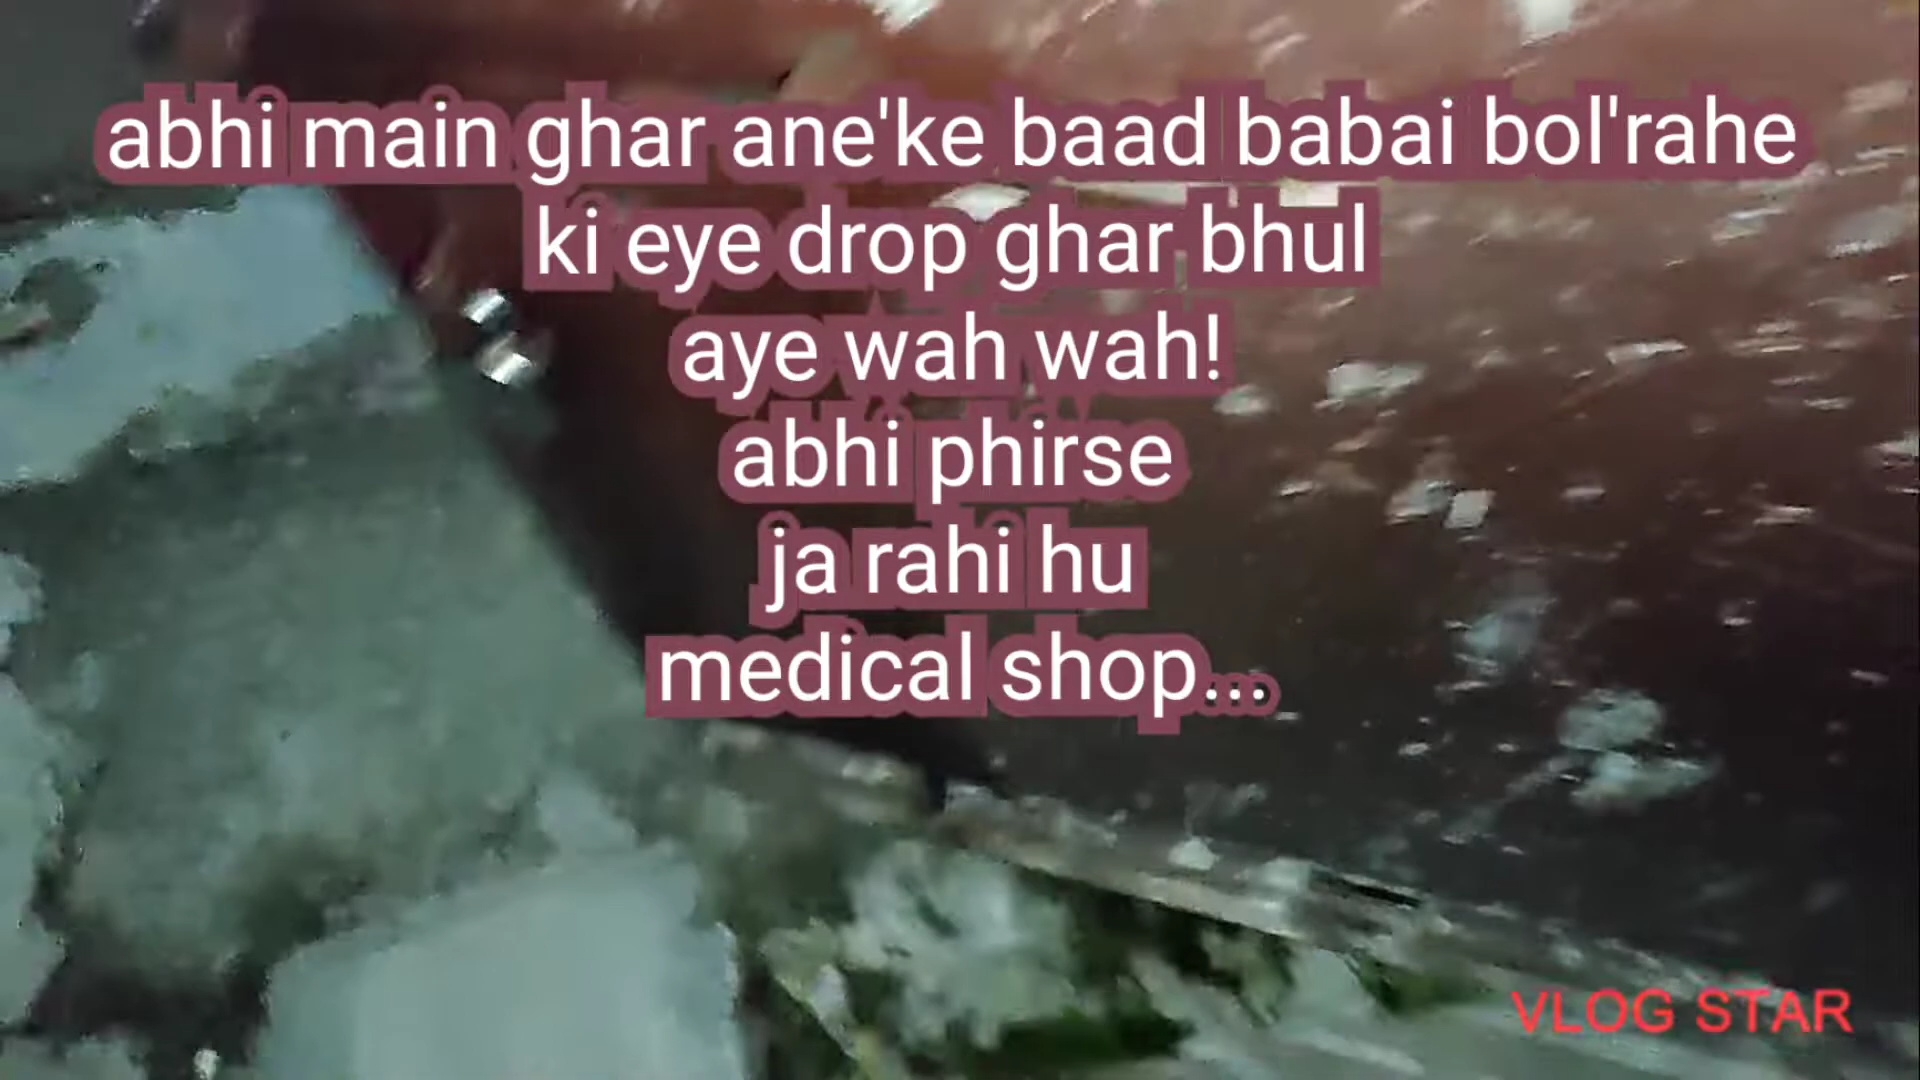 abhi main ghar ane'ke baad babai bol'rahe
ki eye drop ghar bhul
aye wah wah!
abhi phirse
ja rahi hu
medical shop...
VLOG STAR